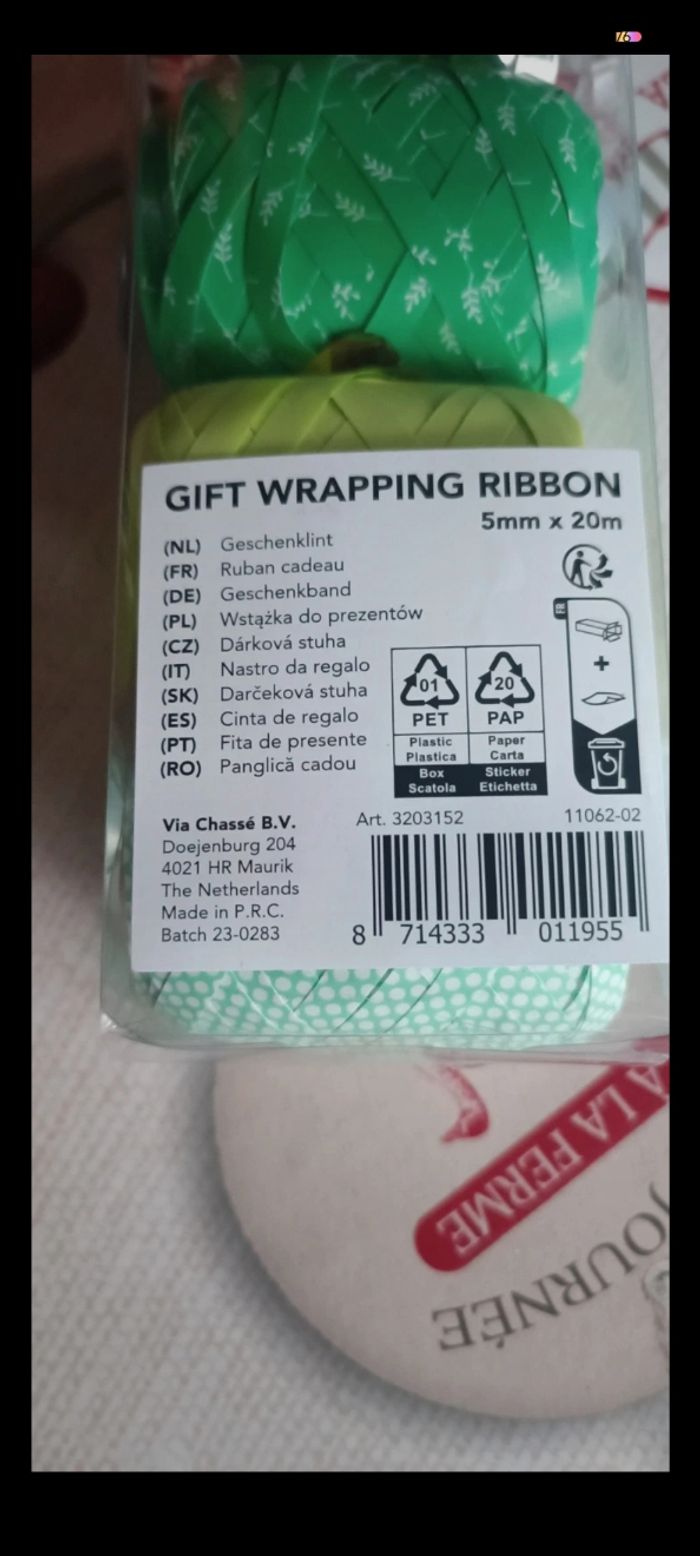 GIFT WRAPPING RIBBON
5mm x 20m
(NL) Geschenklint
(FR) Ruban cadeau
(DE) Geschenkband
(PL) Wstążka do prezentów
(CZ) Dárková stuha
(IT) Nastro da regalo
(SK) Darčeková stuha
(ES) Cinta de regalo
(PT) Fita de presente
(RO) Panglică cadou
FR
+
01 20
PET PAP
Plastic Paper
Plastica Carta
Box Sticker
Scatola Etichetta
Via Chassé B.V.
Doejenburg 204
4021 HR Maurik
The Netherlands
Made in P.R.C.
Batch 23-0283
Art. 3203152 11062-02
8 714333 011955
JOURNÉE
À LA FERME